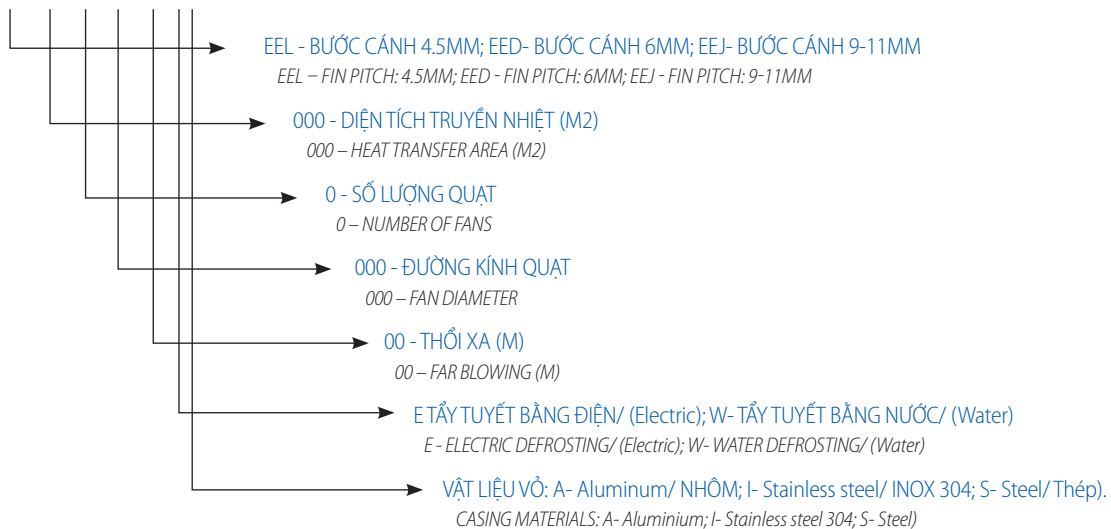 EEL - BƯỚC CÁNH 4.5MM; EED- BƯỚC CÁNH 6MM; EEJ- BƯỚC CÁNH 9-11MM
EEL – FIN PITCH: 4.5MM; EED - FIN PITCH: 6MM; EEJ - FIN PITCH: 9-11MM
000 - DIỆN TÍCH TRUYỀN NHIỆT (M2)
000 – HEAT TRANSFER AREA (M2)
0 - SỐ LƯỢNG QUẠT
0 – NUMBER OF FANS
000 - ĐƯỜNG KÍNH QUẠT
000 – FAN DIAMETER
00 - THỔI XA (M)
00 – FAR BLOWING (M)
E TẨY TUYẾT BẰNG ĐIỆN/ (Electric); W- TẨY TUYẾT BẰNG NƯỚC/ (Water)
E - ELECTRIC DEFROSTING/ (Electric); W- WATER DEFROSTING/ (Water)
VẬT LIỆU VỎ: A- Aluminum/ NHÔM; I- Stainless steel/ INOX 304; S- Steel/ Thép).
CASING MATERIALS: A- Aluminium; I- Stainless steel 304; S- Steel)